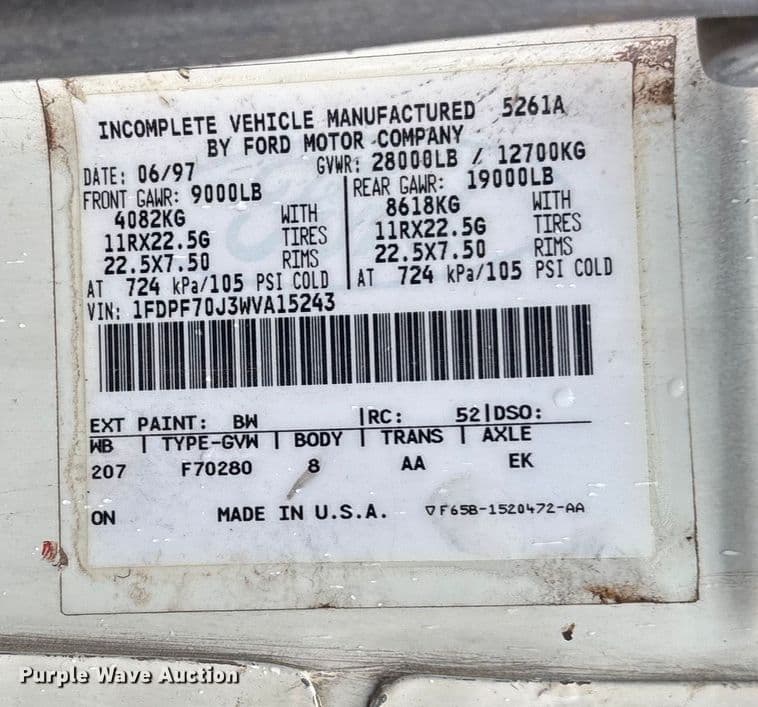 INCOMPLETE VEHICLE MANUFACTURED 5261A
BY FORD MOTOR COMPANY
DATE: 06/97 GVWR: 28000LB / 12700KG
FRONT GAWR: 9000LB REAR GAWR: 19000LB
4082KG WITH 8618KG WITH
11RX22.5G TIRES 11RX22.5G TIRES
22.5X7.50 RIMS 22.5X7.50 RIMS
AT 724 kPa/105 PSI COLD AT 724 kPa/105 PSI COLD
VIN: 1FDPF70J3WVA15243
EXT PAINT: BW RC: 52 DSO:
WB TYPE-GVW BODY TRANS AXLE
207 F70280 8 AA EK
ON MADE IN U.S.A. F65B-1520472-AA
Purple Wave Auction